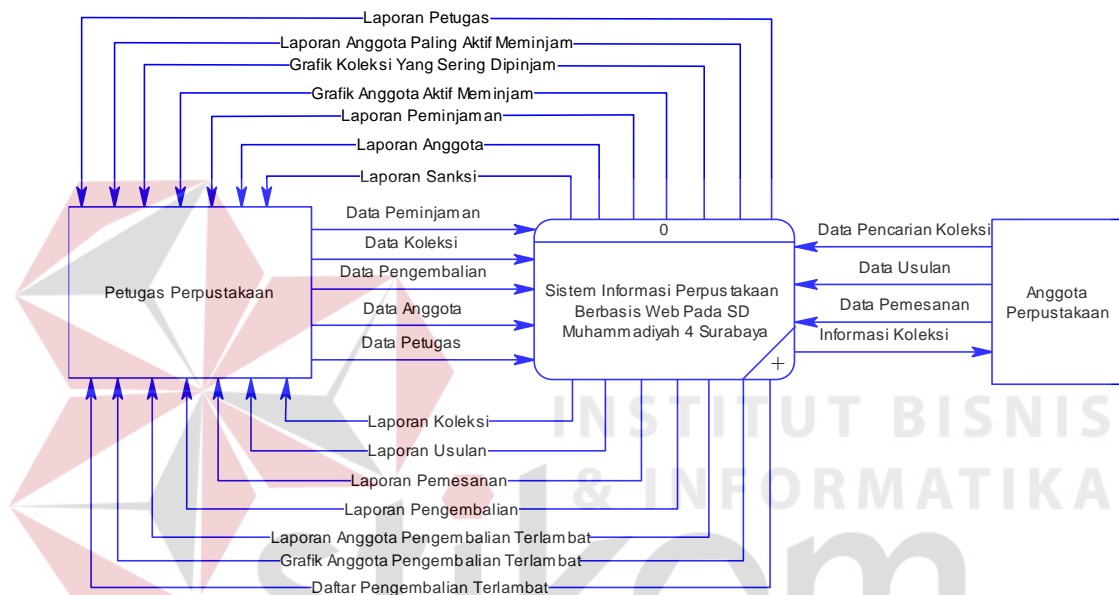 Laporan Petugas
Laporan Anggota Paling Aktif Meminjam
Grafik Koleksi Yang Sering Dipinjam
Grafik Anggota Aktif Meminjam
Laporan Peminjaman
Laporan Anggota
Laporan Sanksi
Petugas Perpustakaan
Data Peminjaman
Data Koleksi
Data Pengembalian
Data Anggota
Data Petugas
0
Sistem Informasi Perpustakaan
Berbasis Web Pada SD
Muhammadiyah 4 Surabaya
+
Data Pencarian Koleksi
Data Usulan
Data Pemesanan
Informasi Koleksi
Anggota
Perpustakaan
Laporan Koleksi
Laporan Usulan
Laporan Pemesanan
Laporan Pengembalian
Laporan Anggota Pengembalian Terlambat
Grafik Anggota Pengembalian Terlambat
Daftar Pengembalian Terlambat
INSTITUT BISNIS
& INFORMATIKA
stikom